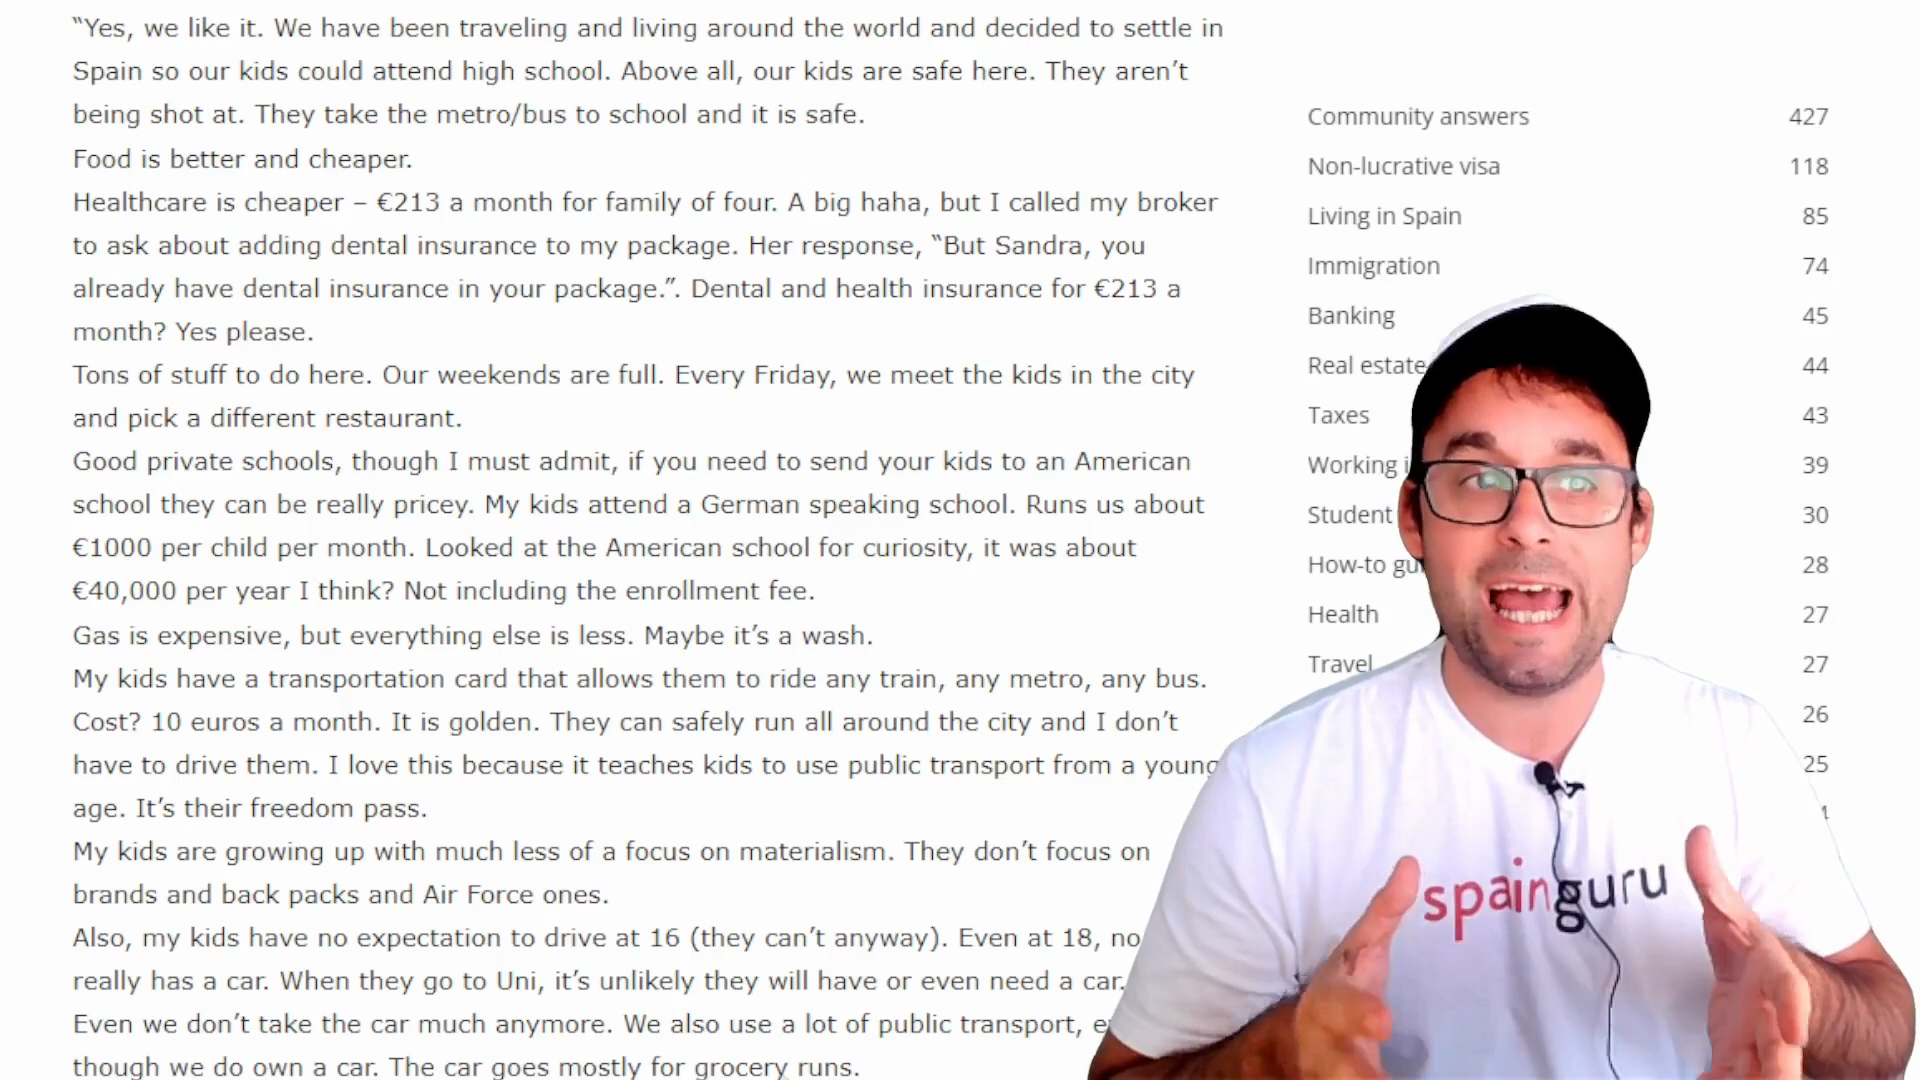 “Yes, we like it. We have been traveling and living around the world and decided to settle in
Spain so our kids could attend high school. Above all, our kids are safe here. They aren’t
being shot at. They take the metro/bus to school and it is safe.
Food is better and cheaper.
Healthcare is cheaper – €213 a month for family of four. A big haha, but I called my broker
to ask about adding dental insurance to my package. Her response, “But Sandra, you
already have dental insurance in your package.”. Dental and health insurance for €213 a
month? Yes please.
Tons of stuff to do here. Our weekends are full. Every Friday, we meet the kids in the city
and pick a different restaurant.
Good private schools, though I must admit, if you need to send your kids to an American
school they can be really pricey. My kids attend a German speaking school. Runs us about
€1000 per child per month. Looked at the American school for curiosity, it was about
€40,000 per year I think? Not including the enrollment fee.
Gas is expensive, but everything else is less. Maybe it’s a wash.
My kids have a transportation card that allows them to ride any train, any metro, any bus.
Cost? 10 euros a month. It is golden. They can safely run all around the city and I don’t
have to drive them. I love this because it teaches kids to use public transport from a young
age. It’s their freedom pass.
My kids are growing up with much less of a focus on materialism. They don’t focus on
brands and back packs and Air Force ones.
Also, my kids have no expectation to drive at 16 (they can’t anyway). Even at 18, no
really has a car. When they go to Uni, it’s unlikely they will have or even need a car.
Even we don’t take the car much anymore. We also use a lot of public transport,
though we do own a car. The car goes mostly for grocery runs.
Community answers 427
Non-lucrative visa 118
Living in Spain 85
Immigration 74
Banking 45
Real estate 44
Taxes 43
Working 39
Student 30
How-to 28
Health 27
Travel 27
26
25
spainguru